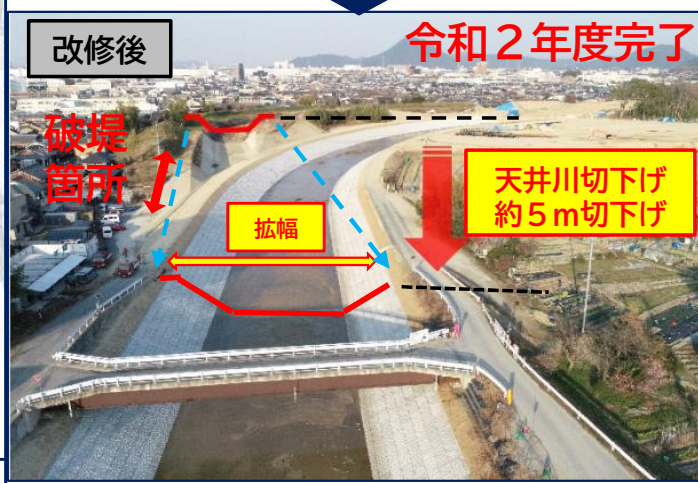 改修後
令和2年度完了
破堤
箇所
天井川切下げ
約5m切下げ
拡幅